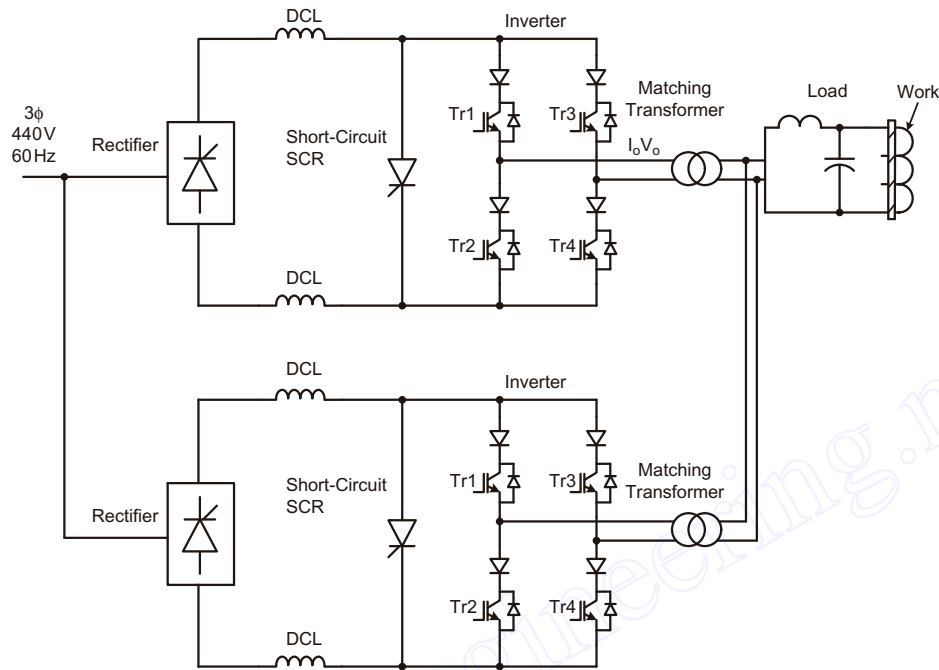 DCL
Inverter
3ϕ
440V
60Hz
Rectifier
Short-Circuit
SCR
Tr1
Tr3
Matching
Transformer
Load
Work
IₒVₒ
Tr2
Tr4
DCL
DCL
Inverter
Rectifier
Short-Circuit
SCR
Tr1
Tr3
Matching
Transformer
Tr2
Tr4
DCL